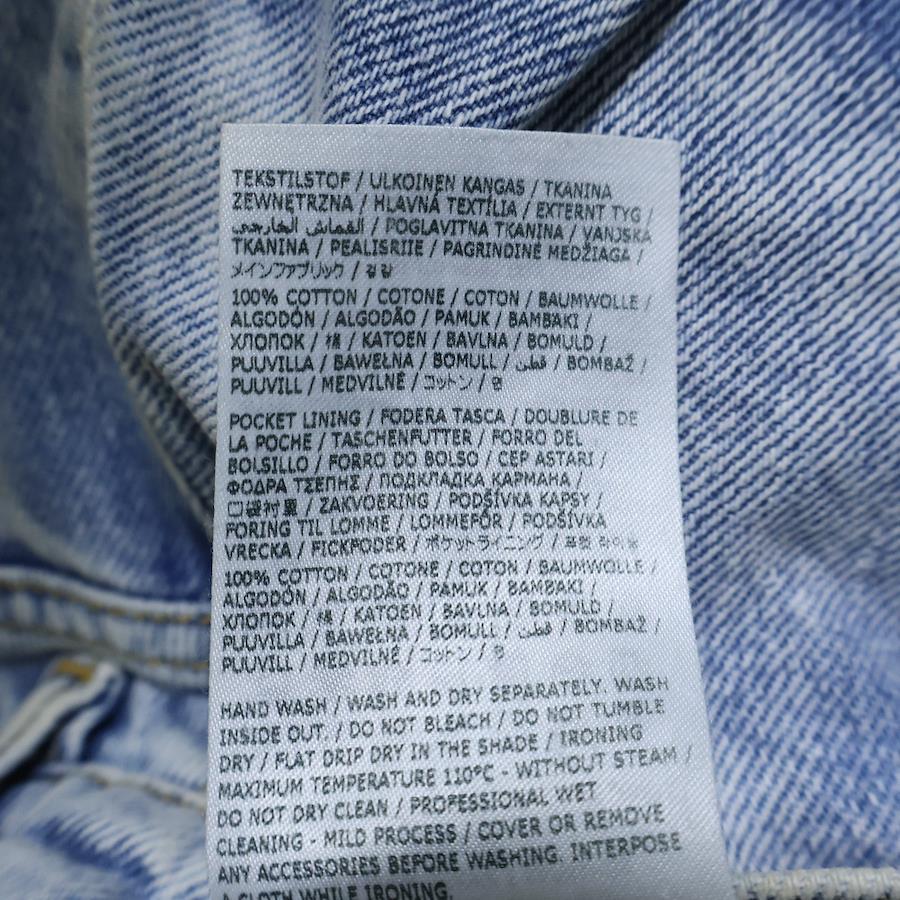 TEKSTILSTOF / ULKOINEN KANGAS / TKANINA
ZEWNĘTRZNA / HLAVNÁ TEXTÍLIA / EXTERNT TYG /
القماش الخارجي / POGLAVITNA TKANINA / VANJSKA
TKANINA / PEALISRIIE / PAGRINDINĖ MEDŽIAGA /
メインファブリック / 겉감
100% COTTON / COTONE / COTON / BAUMWOLLE /
ALGODÓN / ALGODÃO / PAMUK / BAMBAKI /
ХЛОПОК / 棉 / KATOEN / BAVLNA / BOMULD /
PUUVILLA / BAWEŁNA / BOMULL / قطن / BOMBAŽ /
PUUVILL / MEDVILNĖ / コットン / 면
POCKET LINING / FODERA TASCA / DOUBLURE DE
LA POCHE / TASCHENFUTTER / FORRO DEL
BOLSILLO / FORRO DO BOLSO / CEP ASTARI /
ΦΟΔΡΑ ΤΣΕΠΗΣ / ПОДКЛАДКА КАРМАНА /
口袋衬里 / ZAKVOERING / PODŠÍVKA KAPSY /
FORING TIL LOMME / LOMMEFÔR / PODŠÍVKA
VRECKA / FICKFODER / ポケットライニング / 포켓 라이닝
100% COTTON / COTONE / COTON / BAUMWOLLE /
ALGODÓN / ALGODÃO / PAMUK / BAMBAKI /
ХЛОПОК / 棉 / KATOEN / BAVLNA / BOMULD /
PUUVILLA / BAWEŁNA / BOMULL / قطن / BOMBAŽ /
PUUVILL / MEDVILNĖ / コットン / 면
HAND WASH / WASH AND DRY SEPARATELY. WASH
INSIDE OUT. / DO NOT BLEACH / DO NOT TUMBLE
DRY / FLAT DRIP DRY IN THE SHADE / IRONING
MAXIMUM TEMPERATURE 110°C - WITHOUT STEAM /
DO NOT DRY CLEAN / PROFESSIONAL WET
CLEANING - MILD PROCESS / COVER OR REMOVE
ANY ACCESSORIES BEFORE WASHING. INTERPOSE
A CLOTH WHILE IRONING.